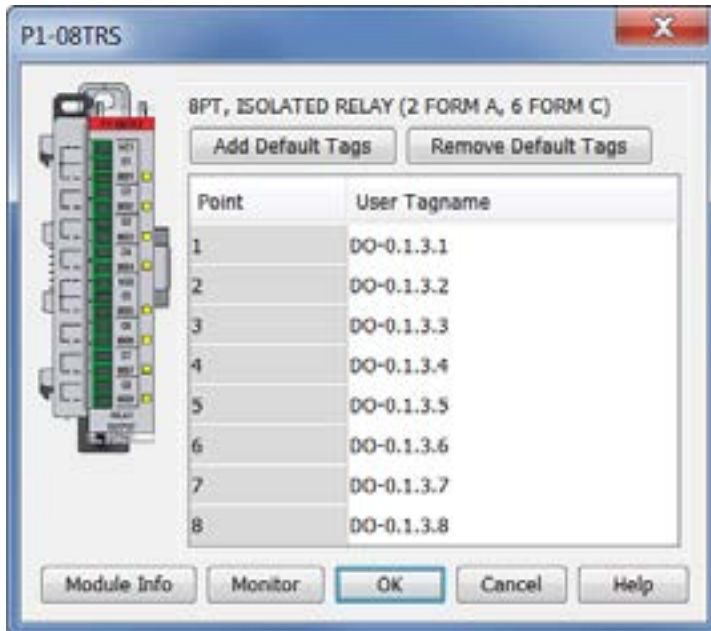 P1-08TRS
8PT, ISOLATED RELAY (2 FORM A, 6 FORM C)
Add Default Tags Remove Default Tags
Point User Tagname
1 DO-0.1.3.1
2 DO-0.1.3.2
3 DO-0.1.3.3
4 DO-0.1.3.4
5 DO-0.1.3.5
6 DO-0.1.3.6
7 DO-0.1.3.7
8 DO-0.1.3.8
Module Info Monitor OK Cancel Help